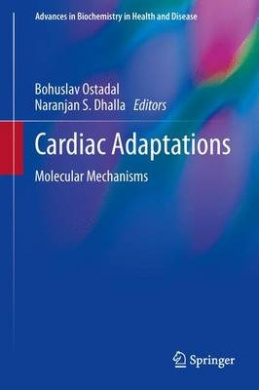 Advances in Biochemistry in Health and Disease
Bohuslav Ostadal
Naranjan S. Dhalla Editors
Cardiac Adaptations
Molecular Mechanisms
Springer